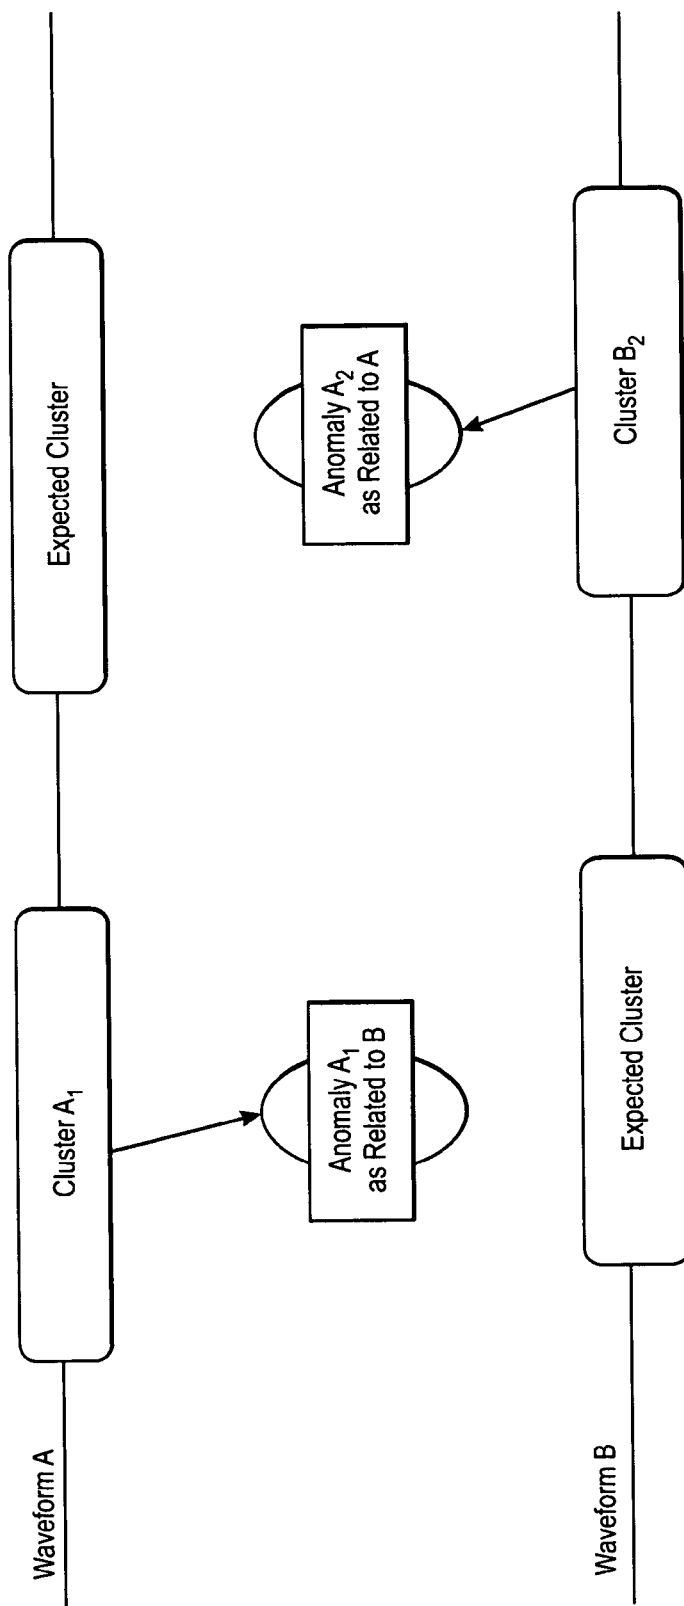 Waveform A
Cluster A₁
Expected Cluster
Anomaly A₁
as Related to B
Anomaly A₂
as Related to A
Waveform B
Expected Cluster
Cluster B₂